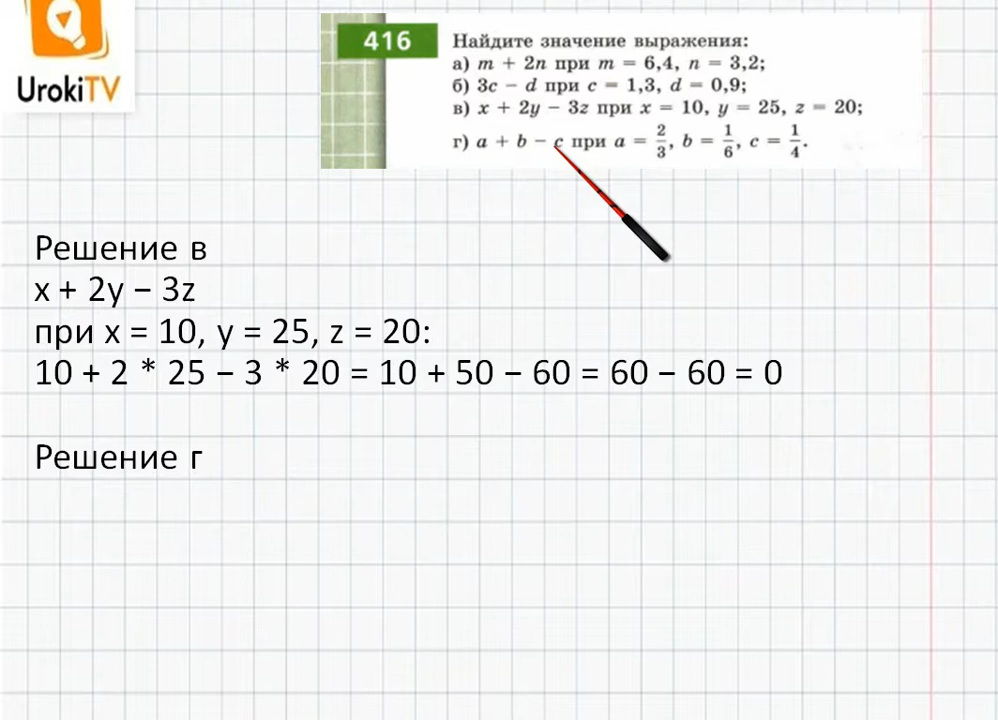 UrokiTV
416
Найдите значение выражения:
а) m + 2n при m = 6,4, n = 3,2;
б) 3c − d при c = 1,3, d = 0,9;
в) x + 2y − 3z при x = 10, y = 25, z = 20;
г) a + b − c при a = 2/3, b = 1/6, c = 1/4.
Решение в
x + 2y − 3z
при x = 10, y = 25, z = 20:
10 + 2 * 25 − 3 * 20 = 10 + 50 − 60 = 60 − 60 = 0
Решение г